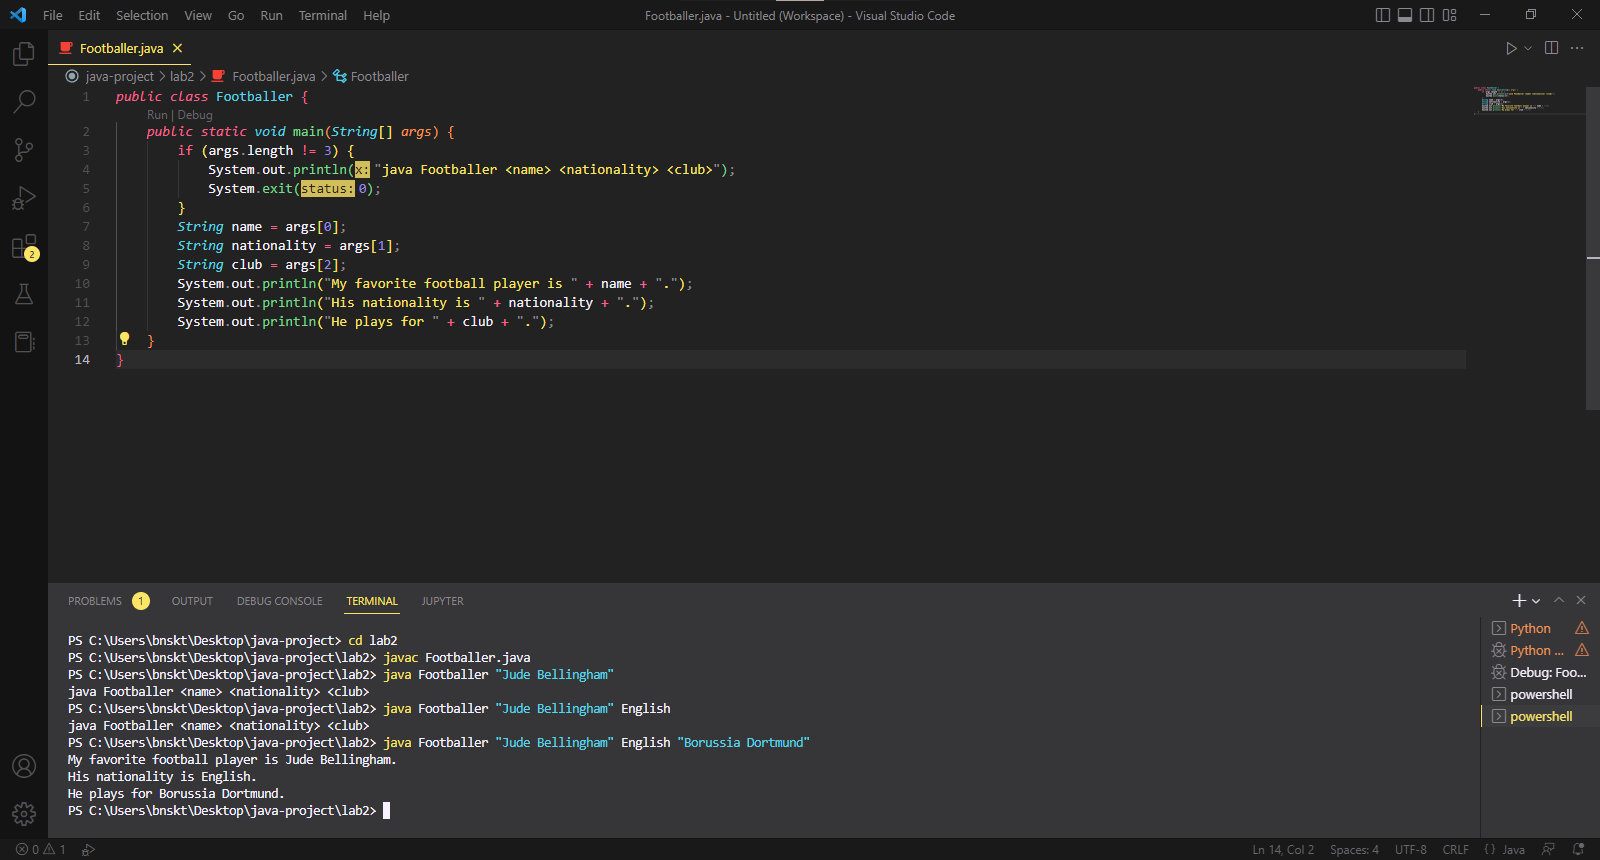 File Edit Selection View Go Run Terminal Help
Footballer.java - Untitled (Workspace) - Visual Studio Code
Footballer.java
java-project > lab2 > Footballer.java > Footballer
1 public class Footballer {
Run | Debug
2 public static void main(String[] args) {
3 if (args.length != 3) {
4 System.out.println(x: "java Footballer <name> <nationality> <club>");
5 System.exit(status: 0);
6 }
7 String name = args[0];
8 String nationality = args[1];
9 String club = args[2];
10 System.out.println("My favorite football player is " + name + ".");
11 System.out.println("His nationality is " + nationality + ".");
12 System.out.println("He plays for " + club + ".");
13 }
14 }
2
PROBLEMS 1 OUTPUT DEBUG CONSOLE TERMINAL JUPYTER
PS C:\Users\bnskt\Desktop\java-project> cd lab2
PS C:\Users\bnskt\Desktop\java-project\lab2> javac Footballer.java
PS C:\Users\bnskt\Desktop\java-project\lab2> java Footballer "Jude Bellingham"
java Footballer <name> <nationality> <club>
PS C:\Users\bnskt\Desktop\java-project\lab2> java Footballer "Jude Bellingham" English
java Footballer <name> <nationality> <club>
PS C:\Users\bnskt\Desktop\java-project\lab2> java Footballer "Jude Bellingham" English "Borussia Dortmund"
My favorite football player is Jude Bellingham.
His nationality is English.
He plays for Borussia Dortmund.
PS C:\Users\bnskt\Desktop\java-project\lab2>
Python
Python ...
Debug: Foo...
powershell
powershell
0 1
Ln 14, Col 2 Spaces: 4 UTF-8 CRLF {} Java